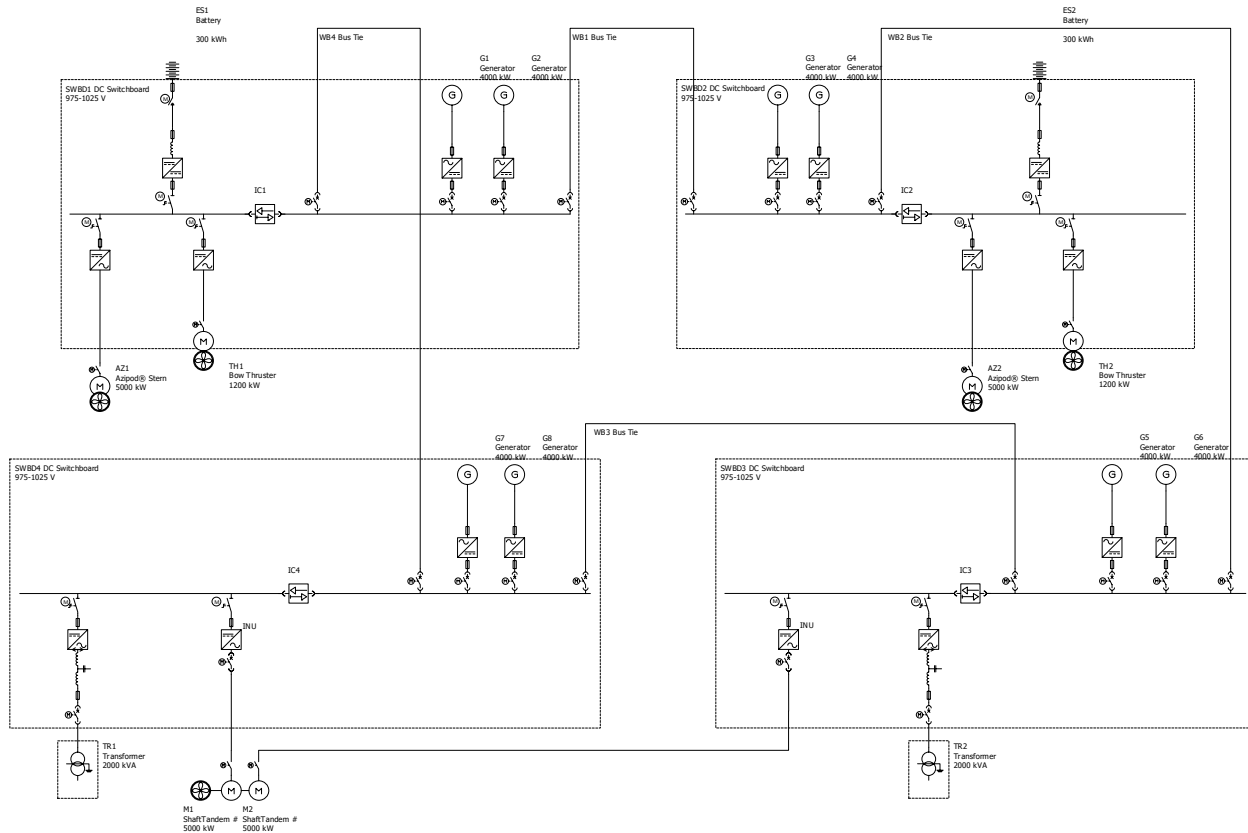 ES1
Battery
300 kWh
WB4 Bus Tie
WB1 Bus Tie
G1
Generator
4000 kW
G2
Generator
4000 kW
SWBD1 DC Switchboard
975-1025 V
G
G
M
IC1
M
M
M
M
M
M
M
M
M
M
M
AZ1
Azipod® Stern
5000 kW
TH1
Bow Thruster
1200 kW
ES2
Battery
300 kWh
WB2 Bus Tie
G3
Generator
4000 kW
G4
Generator
4000 kW
SWBD2 DC Switchboard
975-1025 V
G
G
M
IC2
M
M
M
M
M
M
M
M
M
M
M
AZ2
Azipod® Stern
5000 kW
TH2
Bow Thruster
1200 kW
WB3 Bus Tie
G7
Generator
4000 kW
G8
Generator
4000 kW
SWBD4 DC Switchboard
975-1025 V
G
G
IC4
M
M
M
M
M
M
INU
M
M
TR1
Transformer
2000 kVA
M
M
M
M
M1
ShaftTandem #
5000 kW
M2
ShaftTandem #
5000 kW
G5
Generator
4000 kW
G6
Generator
4000 kW
SWBD3 DC Switchboard
975-1025 V
G
G
IC3
M
M
M
M
M
M
INU
M
M
TR2
Transformer
2000 kVA